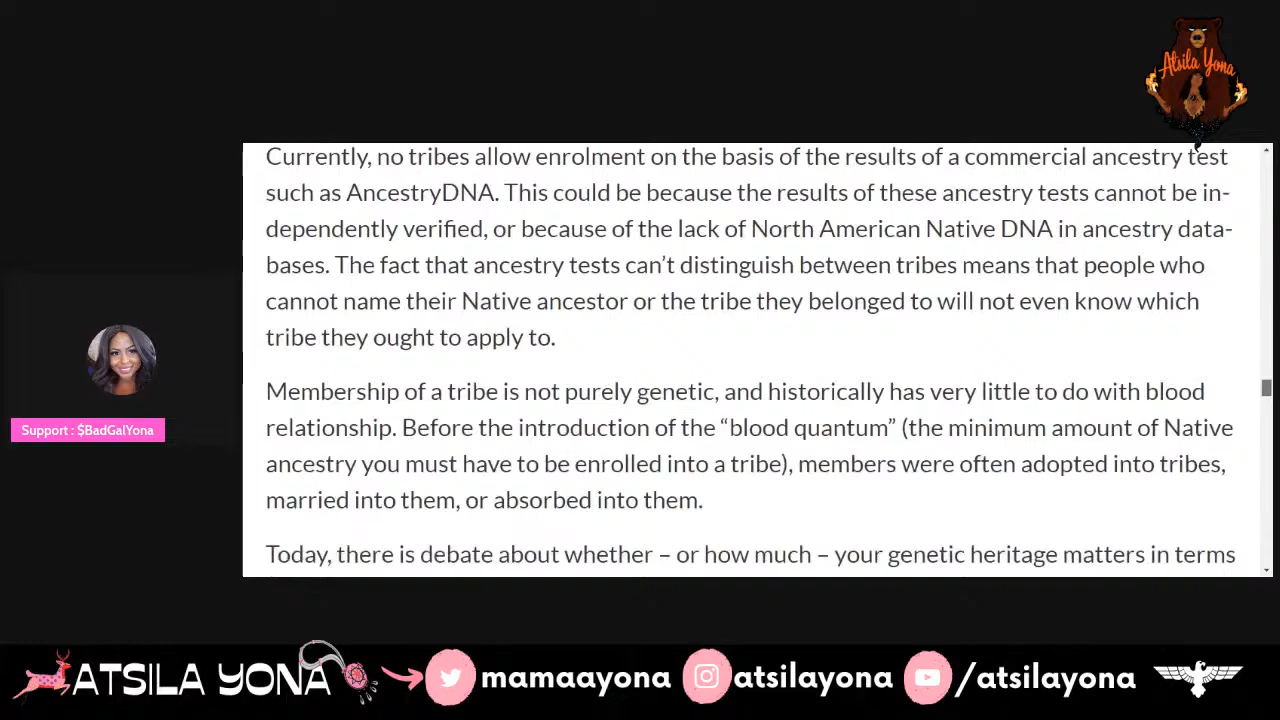 Atsila Yona
Currently, no tribes allow enrolment on the basis of the results of a commercial ancestry test
such as AncestryDNA. This could be because the results of these ancestry tests cannot be in-
dependently verified, or because of the lack of North American Native DNA in ancestry data-
bases. The fact that ancestry tests can’t distinguish between tribes means that people who
cannot name their Native ancestor or the tribe they belonged to will not even know which
tribe they ought to apply to.
Membership of a tribe is not purely genetic, and historically has very little to do with blood
relationship. Before the introduction of the “blood quantum” (the minimum amount of Native
ancestry you must have to be enrolled into a tribe), members were often adopted into tribes,
married into them, or absorbed into them.
Today, there is debate about whether – or how much – your genetic heritage matters in terms
Support : $BadGalYona
ATSILA YONA mamaayona atsilayona /atsilayona